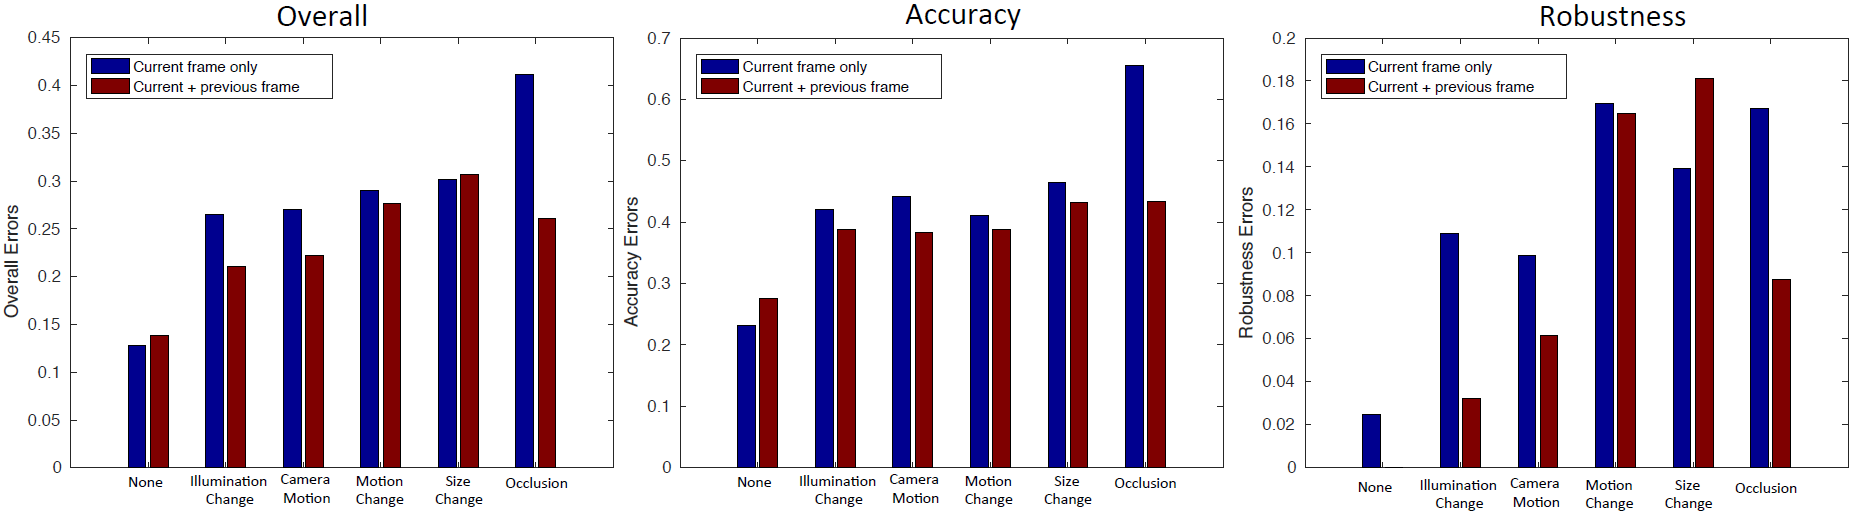 Overall
0.45
0.4
0.35
0.3
0.25
0.2
0.15
0.1
0.05
0
Overall Errors
Current frame only
Current + previous frame
None
Illumination
Change
Camera
Motion
Motion
Change
Size
Change
Occlusion
Accuracy
0.7
0.6
0.5
0.4
0.3
0.2
0.1
0
Accuracy Errors
Current frame only
Current + previous frame
None
Illumination
Change
Camera
Motion
Motion
Change
Size
Change
Occlusion
Robustness
0.2
0.18
0.16
0.14
0.12
0.1
0.08
0.06
0.04
0.02
0
Robustness Errors
Current frame only
Current + previous frame
None
Illumination
Change
Camera
Motion
Motion
Change
Size
Change
Occlusion